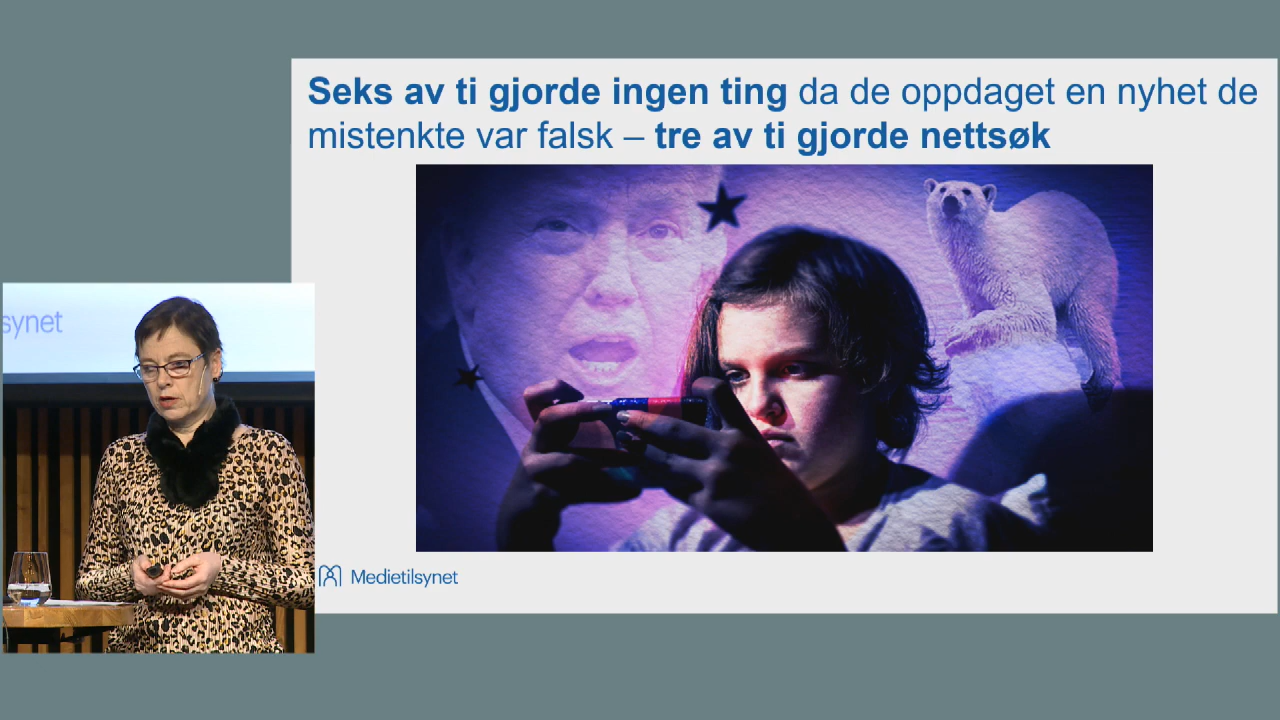 Seks av ti gjorde ingen ting da de oppdaget en nyhet de
mistenkte var falsk – tre av ti gjorde nettsøk
synet
Medietilsynet